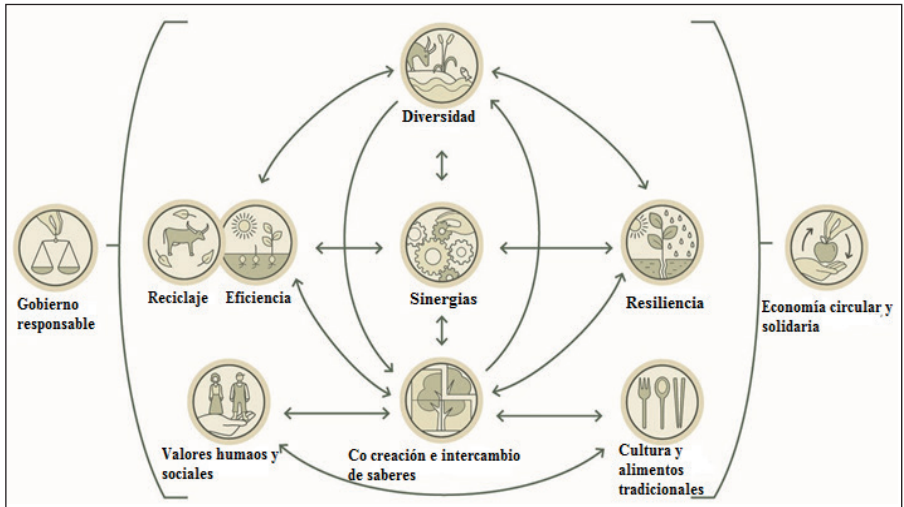 Diversidad
Reciclaje
Eficiencia
Sinergias
Resiliencia
Gobierno
responsable
Economía circular y
solidaria
Valores humaos y
sociales
Co creación e intercambio
de saberes
Cultura y
alimentos
tradicionales